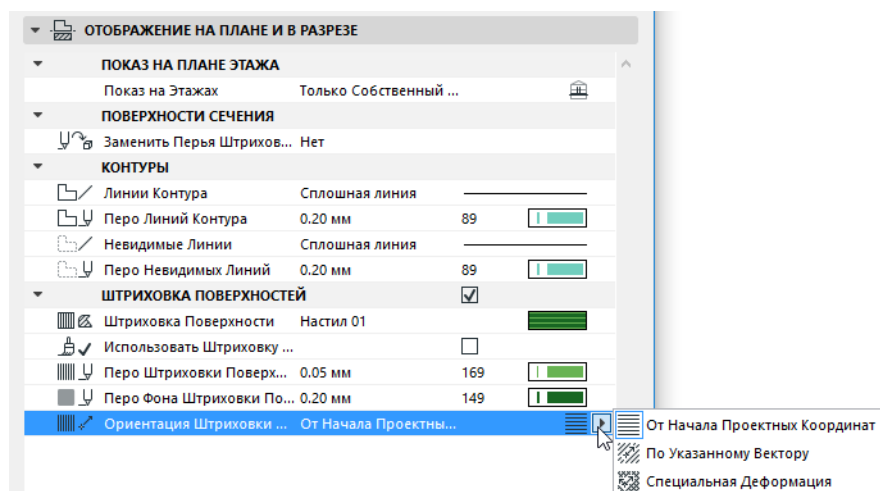 ОТОБРАЖЕНИЕ НА ПЛАНЕ И В РАЗРЕЗЕ
ПОКАЗ НА ПЛАНЕ ЭТАЖА
Показ на Этажах Только Собственный ...
ПОВЕРХНОСТИ СЕЧЕНИЯ
Заменить Перья Штрихов... Нет
КОНТУРЫ
Линии Контура Сплошная линия
Перо Линий Контура 0.20 мм 89
Невидимые Линии Сплошная линия
Перо Невидимых Линий 0.20 мм 89
ШТРИХОВКА ПОВЕРХНОСТЕЙ
Штриховка Поверхности Настил 01
Использовать Штриховку ...
Перо Штриховки Поверх... 0.05 мм 169
Перо Фона Штриховки По... 0.20 мм 149
Ориентация Штриховки ... От Начала Проектны...
От Начала Проектных Координат
По Указанному Вектору
Специальная Деформация